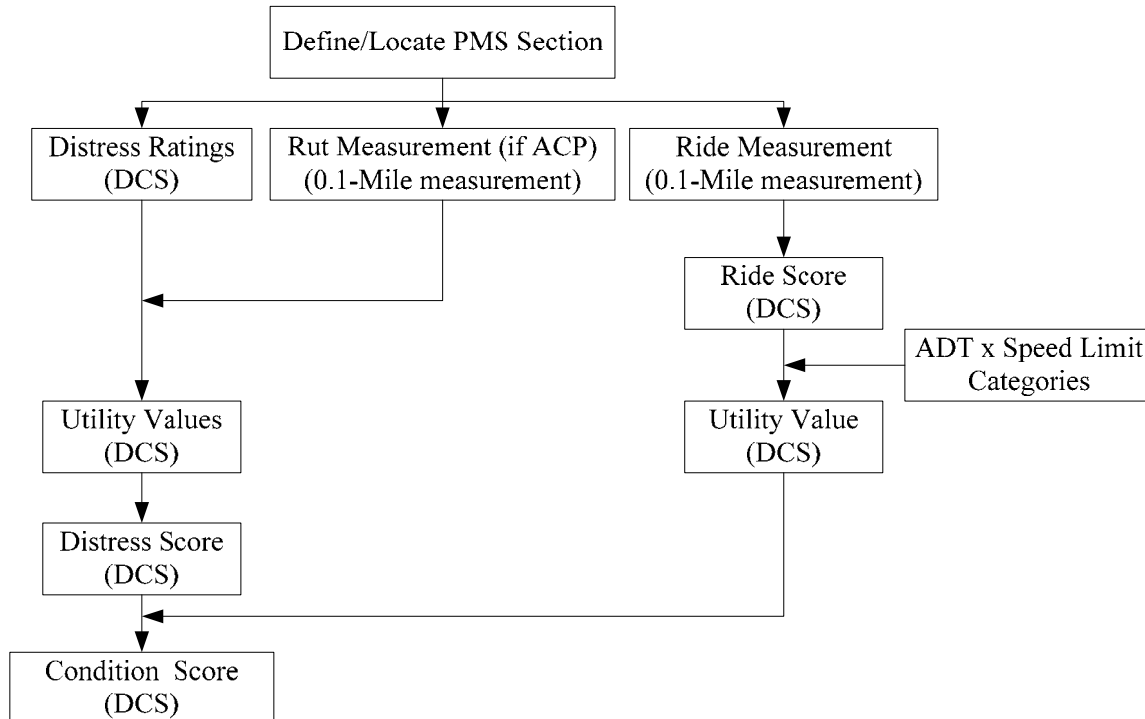 Define/Locate PMS Section
Distress Ratings
(DCS)
Rut Measurement (if ACP)
(0.1-Mile measurement)
Ride Measurement
(0.1-Mile measurement)
Ride Score
(DCS)
ADT x Speed Limit
Categories
Utility Values
(DCS)
Utility Value
(DCS)
Distress Score
(DCS)
Condition Score
(DCS)